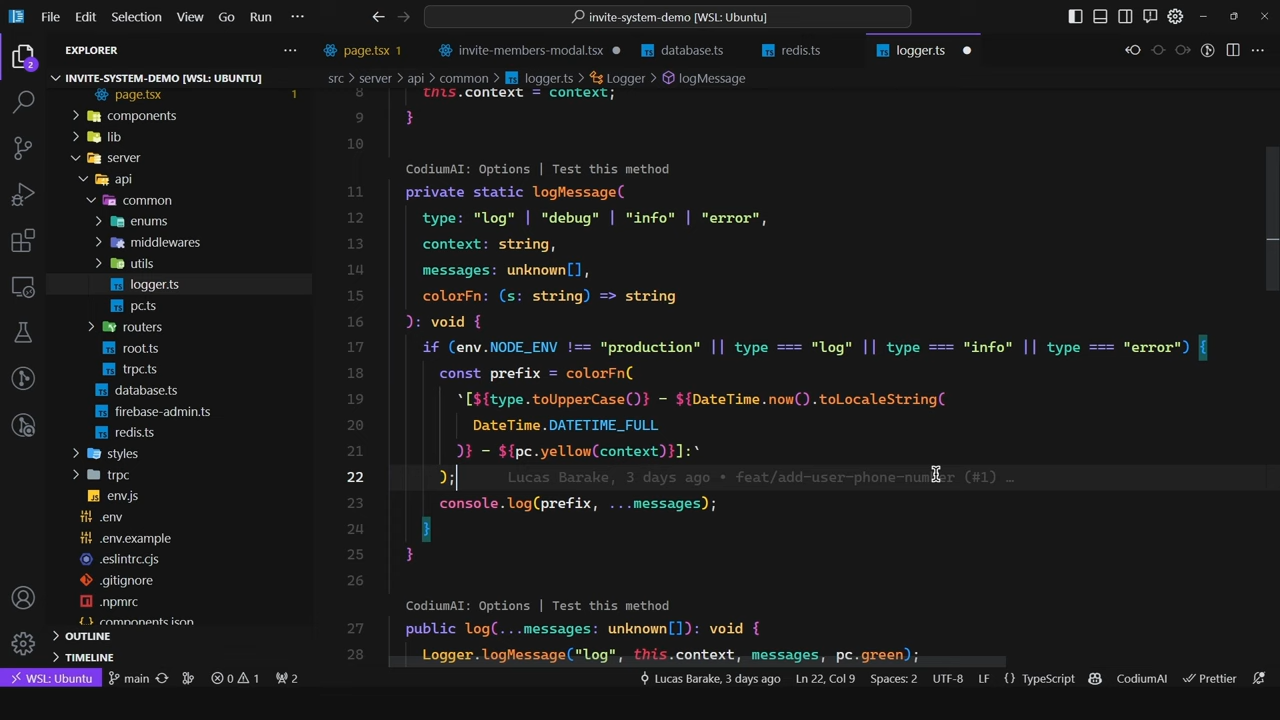 File Edit Selection View Go Run ··· invite-system-demo [WSL: Ubuntu]
EXPLORER ···
page.tsx 1 invite-members-modal.tsx database.ts redis.ts logger.ts
INVITE-SYSTEM-DEMO [WSL: UBUNTU]
src > server > api > common > logger.ts > Logger > logMessage
page.tsx 1
components
lib
server
api
common
enums
middlewares
utils
logger.ts
pc.ts
routers
root.ts
trpc.ts
database.ts
firebase-admin.ts
redis.ts
styles
trpc
env.js
.env
.env.example
.eslintrc.cjs
.gitignore
.npmrc
components.json
OUTLINE
TIMELINE
2
8 this.context = context;
9 }
10
CodiumAI: Options | Test this method
11 private static logMessage(
12 type: "log" | "debug" | "info" | "error",
13 context: string,
14 messages: unknown[],
15 colorFn: (s: string) => string
16 ): void {
17 if (env.NODE_ENV !== "production" || type === "log" || type === "info" || type === "error") {
18 const prefix = colorFn(
19 `[${type.toUpperCase()} - ${DateTime.now().toLocaleString(
20 DateTime.DATETIME_FULL
21 )} - ${pc.yellow(context)}]:`
22 ); Lucas Barake, 3 days ago • feat/add-user-phone-number (#1) …
23 console.log(prefix, ...messages);
24 }
25 }
26
CodiumAI: Options | Test this method
27 public log(...messages: unknown[]): void {
28 Logger.logMessage("log", this.context, messages, pc.green);
WSL: Ubuntu main 0 1 2 Lucas Barake, 3 days ago Ln 22, Col 9 Spaces: 2 UTF-8 LF {} TypeScript CodiumAI Prettier